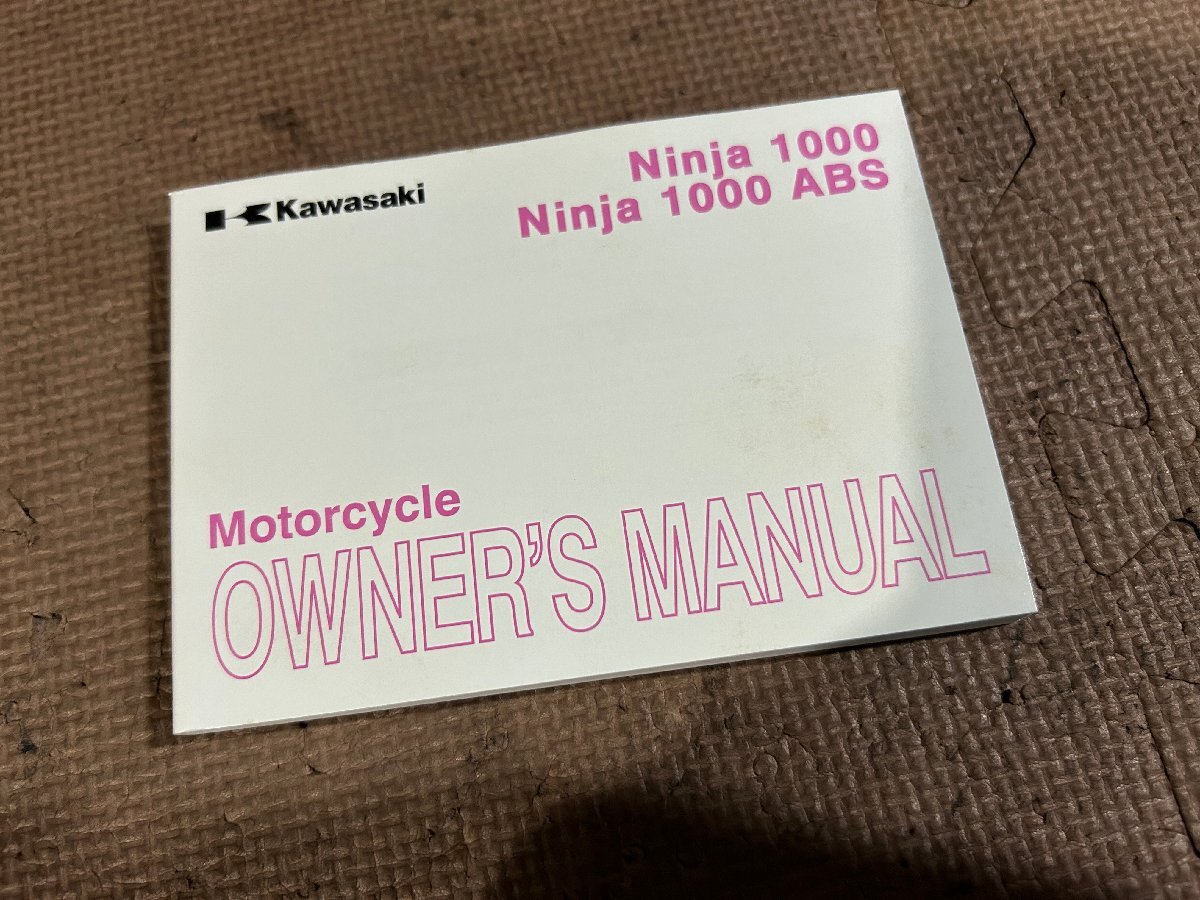 Kawasaki
Ninja 1000
Ninja 1000 ABS
Motorcycle
OWNER'S MANUAL